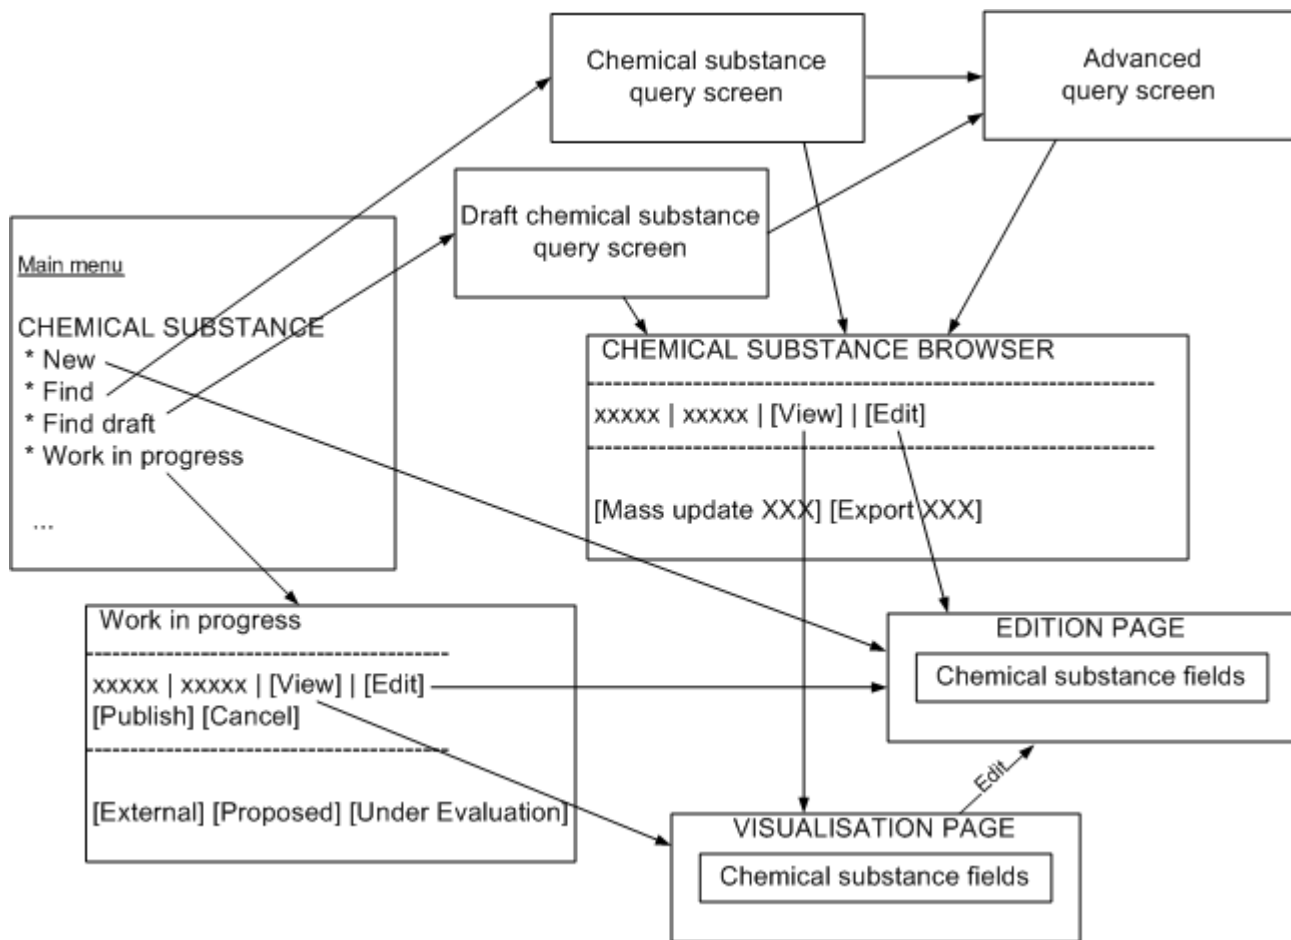 Chemical substance
query screen
Advanced
query screen
Draft chemical substance
query screen
Main menu
CHEMICAL SUBSTANCE
* New
* Find
* Find draft
* Work in progress
...
CHEMICAL SUBSTANCE BROWSER
xxxxx | xxxxx | [View] | [Edit]
[Mass update XXX] [Export XXX]
Work in progress
xxxxx | xxxxx | [View] | [Edit]
[Publish] [Cancel]
[External] [Proposed] [Under Evaluation]
EDITION PAGE
Chemical substance fields
Edit
VISUALISATION PAGE
Chemical substance fields